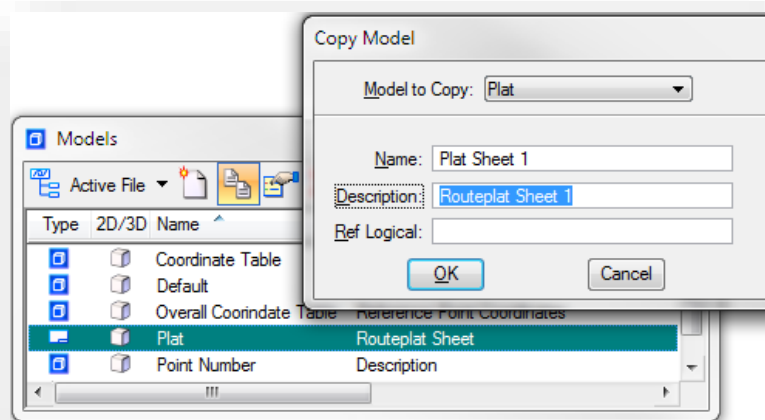 Copy Model
Model to Copy: Plat
Name: Plat Sheet 1
Description: Routeplat Sheet 1
Ref Logical:
OK Cancel
Models
Active File
Type 2D/3D Name
Coordinate Table
Default
Overall Coorindate Table Reference Point Coordinates
Plat Routeplat Sheet
Point Number Description